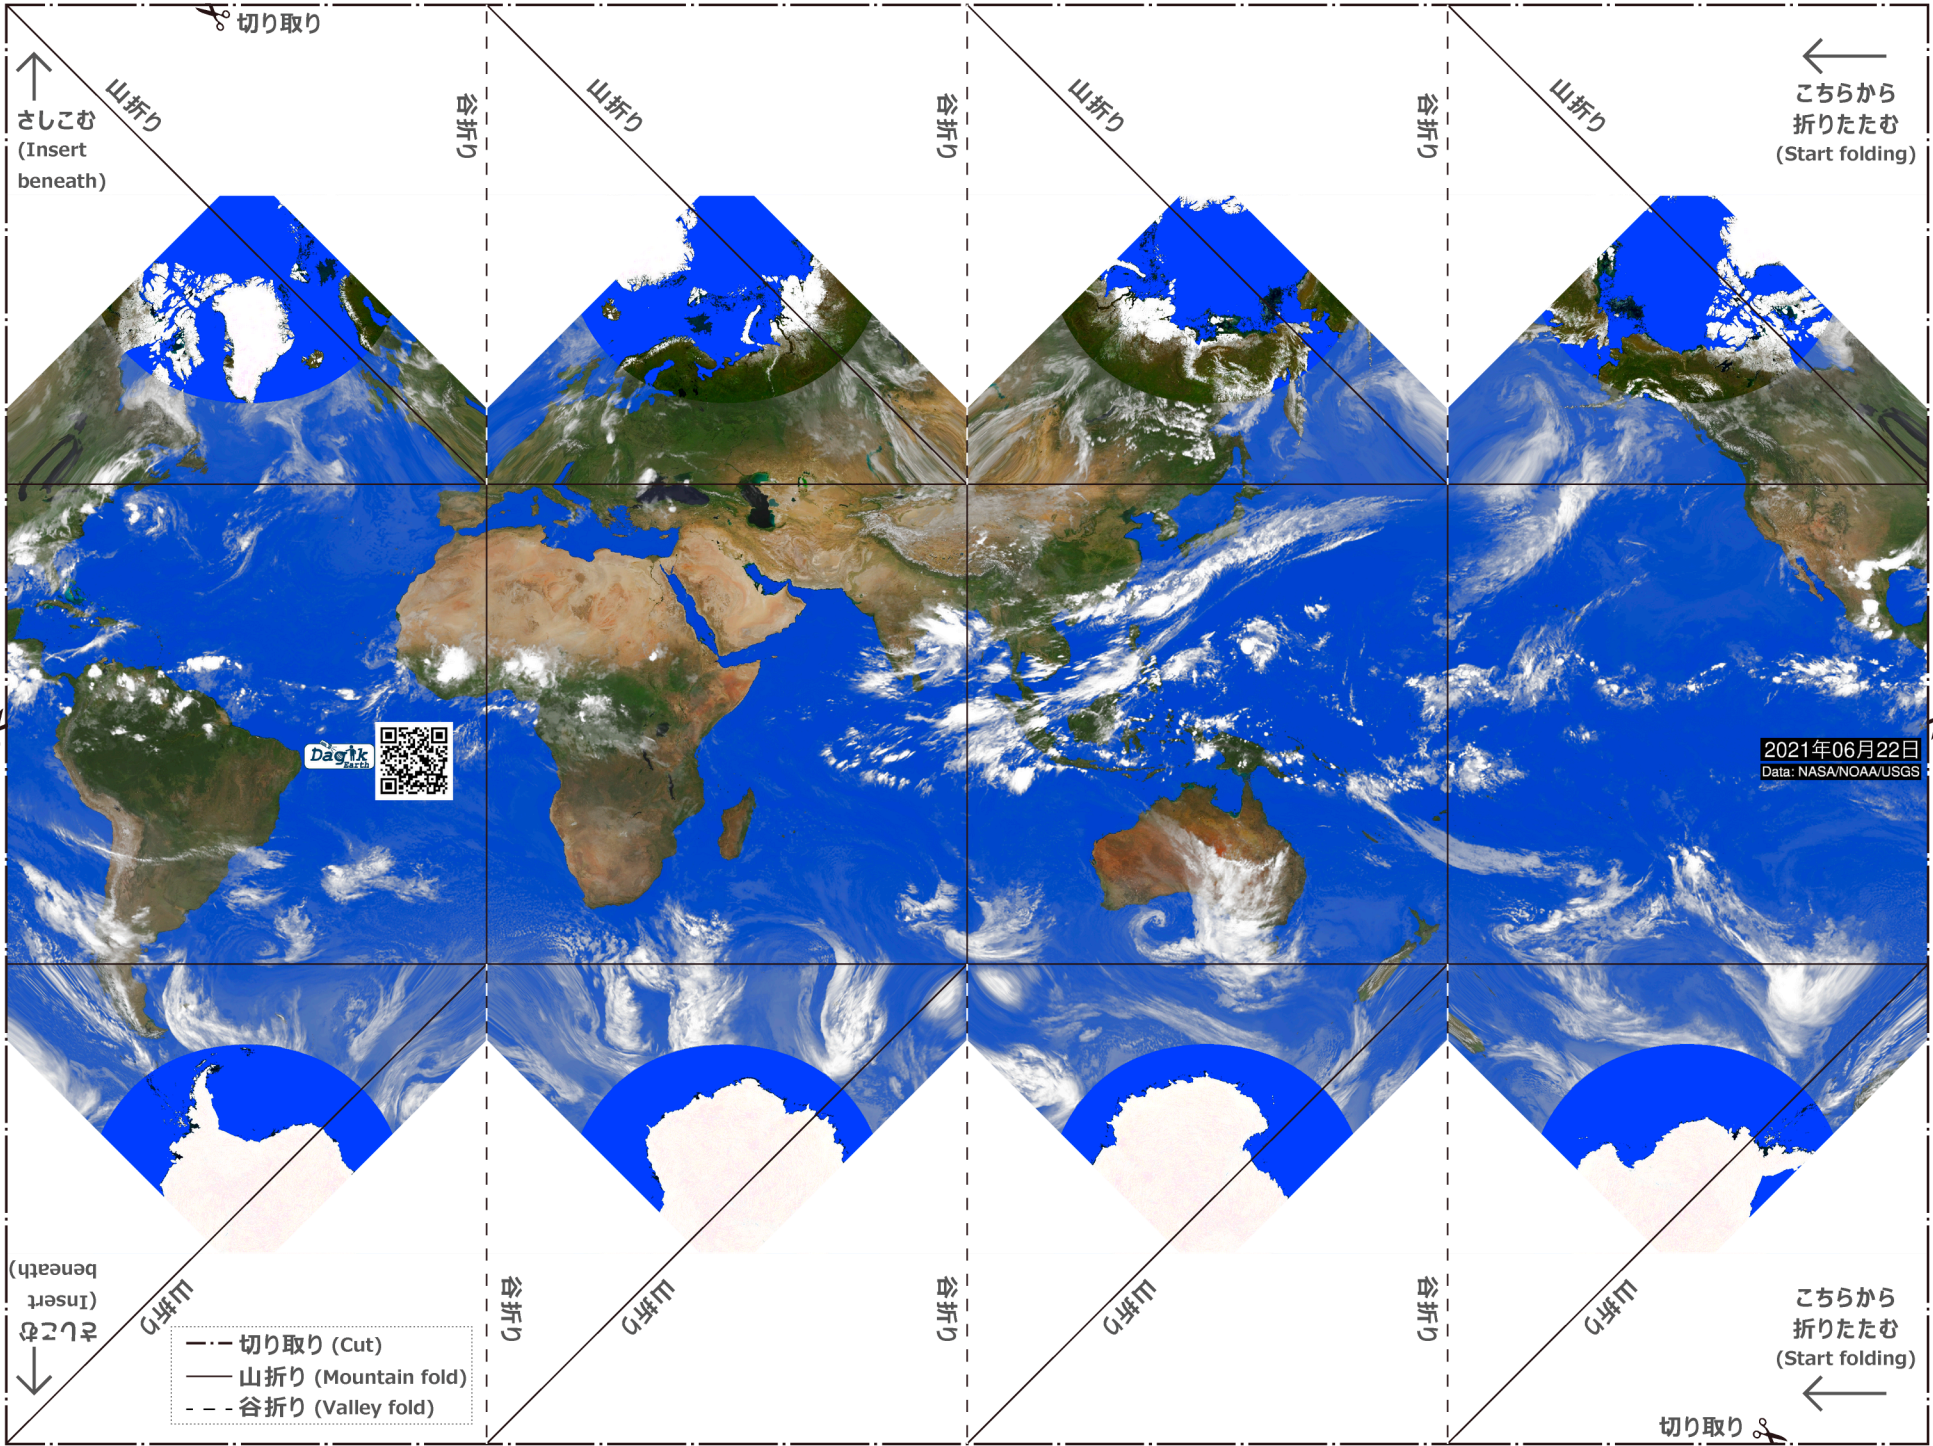 切り取り
山折り
谷折り
山折り
谷折り
山折り
谷折り
山折り
さしこむ
(Insert
beneath)
こちらから
折りたたむ
(Start folding)
Dagik
Earth
2021年06月22日
Data: NASA/NOAA/USGS
さしこむ
(Insert
beneath)
山折り
谷折り
山折り
谷折り
山折り
谷折り
山折り
切り取り (Cut)
山折り (Mountain fold)
谷折り (Valley fold)
こちらから
折りたたむ
(Start folding)
切り取り